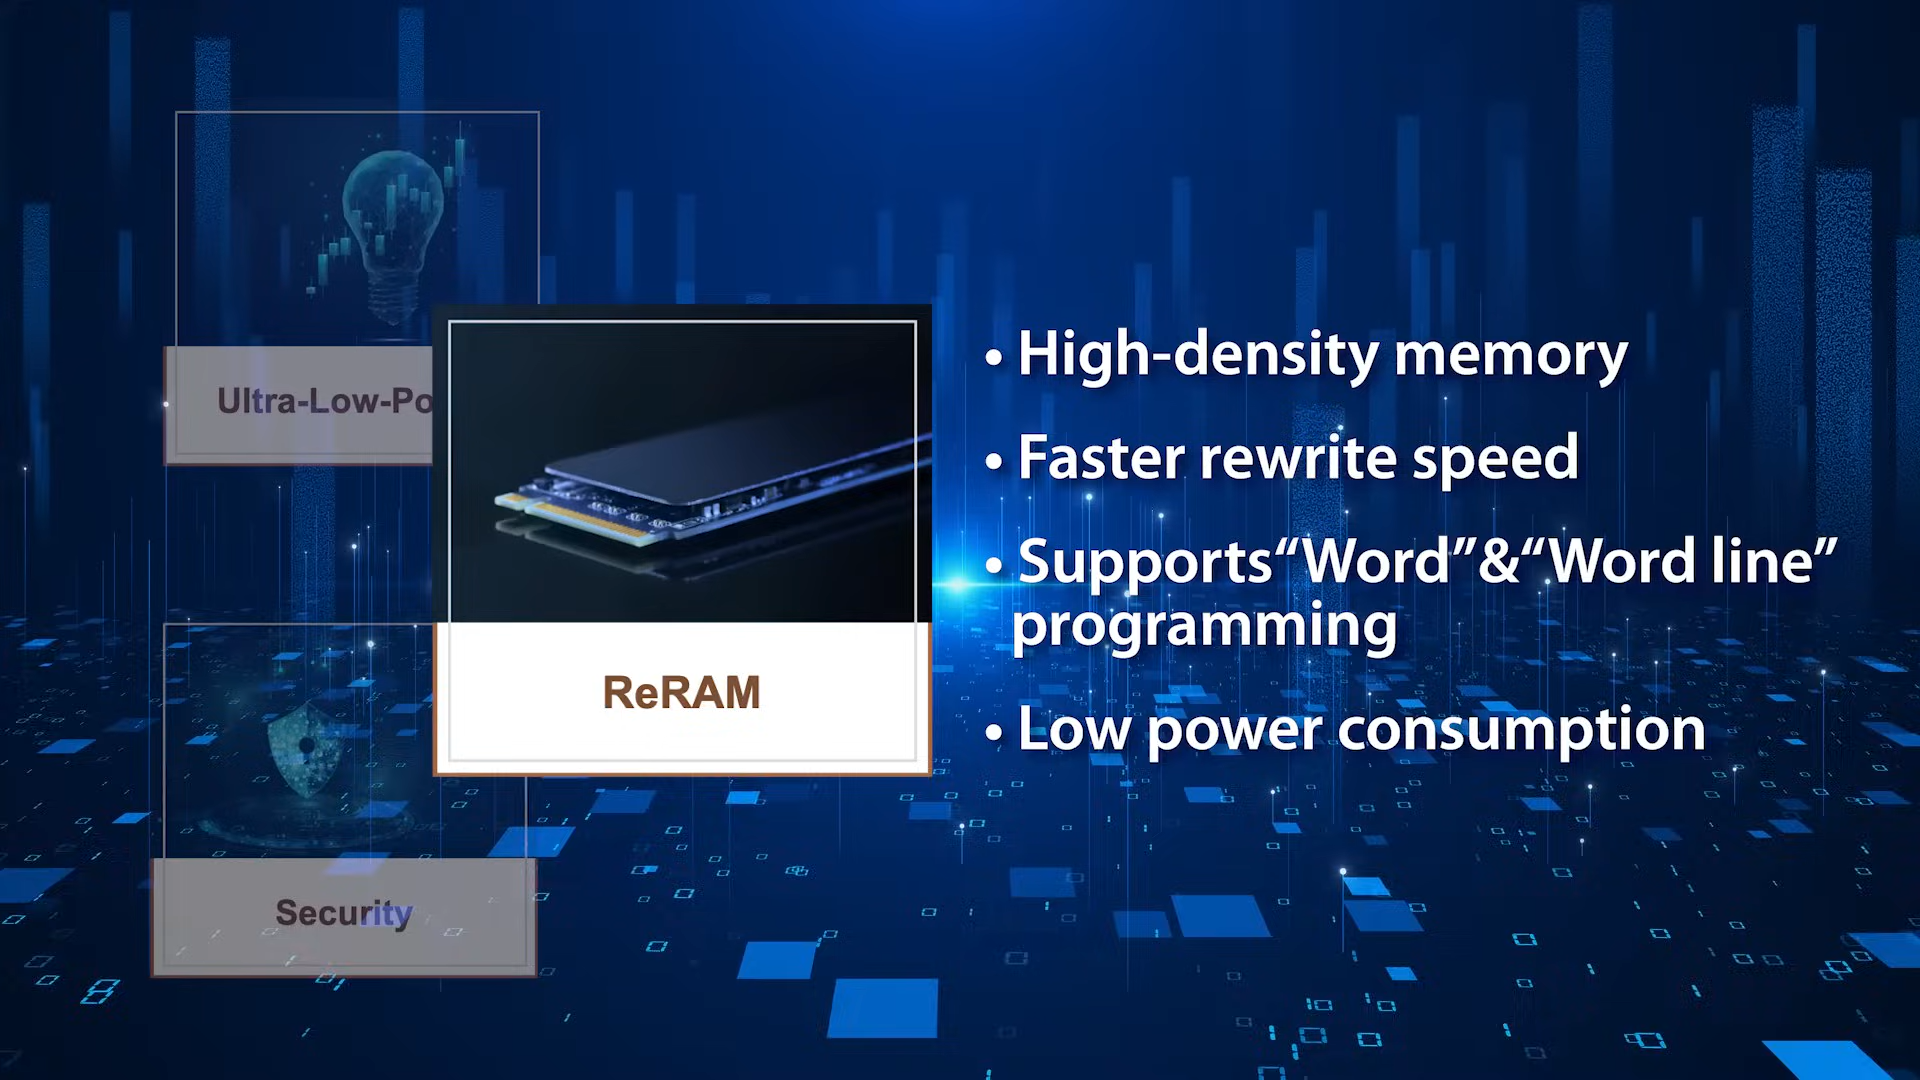 Ultra-Low-Po
ReRAM
Security
• High-density memory
• Faster rewrite speed
• Supports“Word”&“Word line”
programming
• Low power consumption